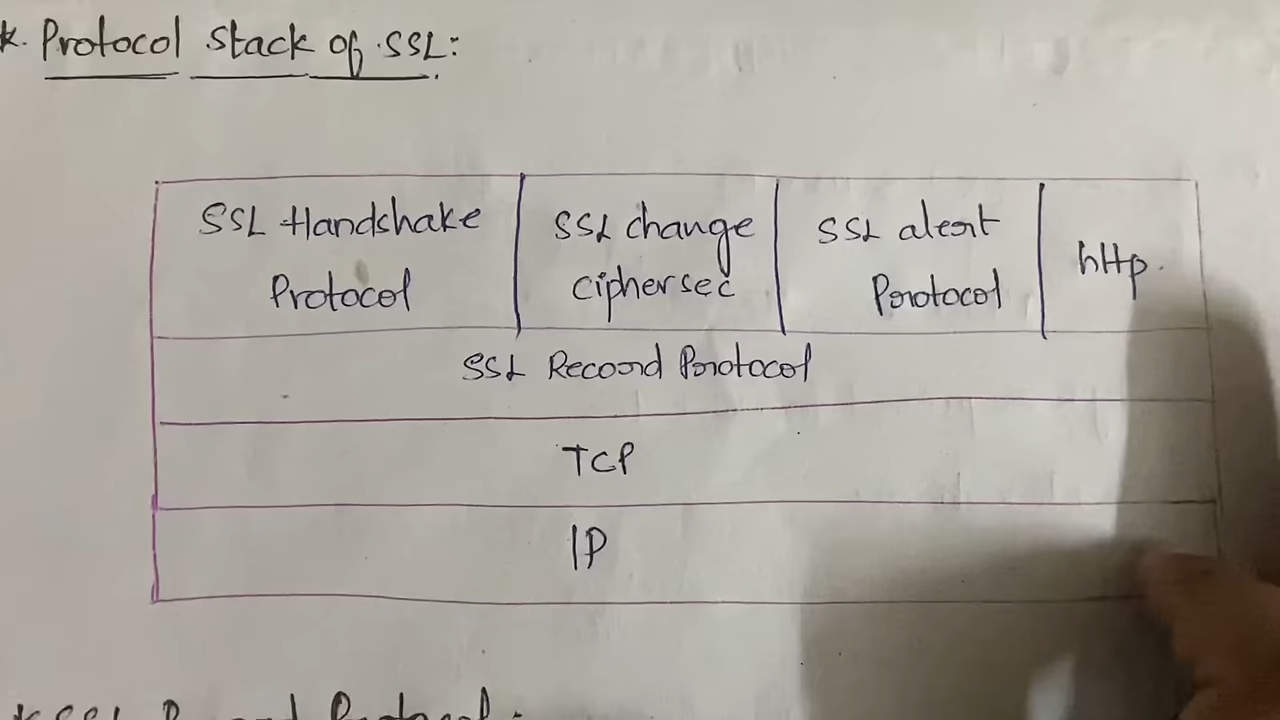 *. Protocol Stack of SSL:
SSL Handshake
Protocol
SSL change
ciphersec
SSL alert
Protocol
http.
SSL Record Protocol
TCP
IP